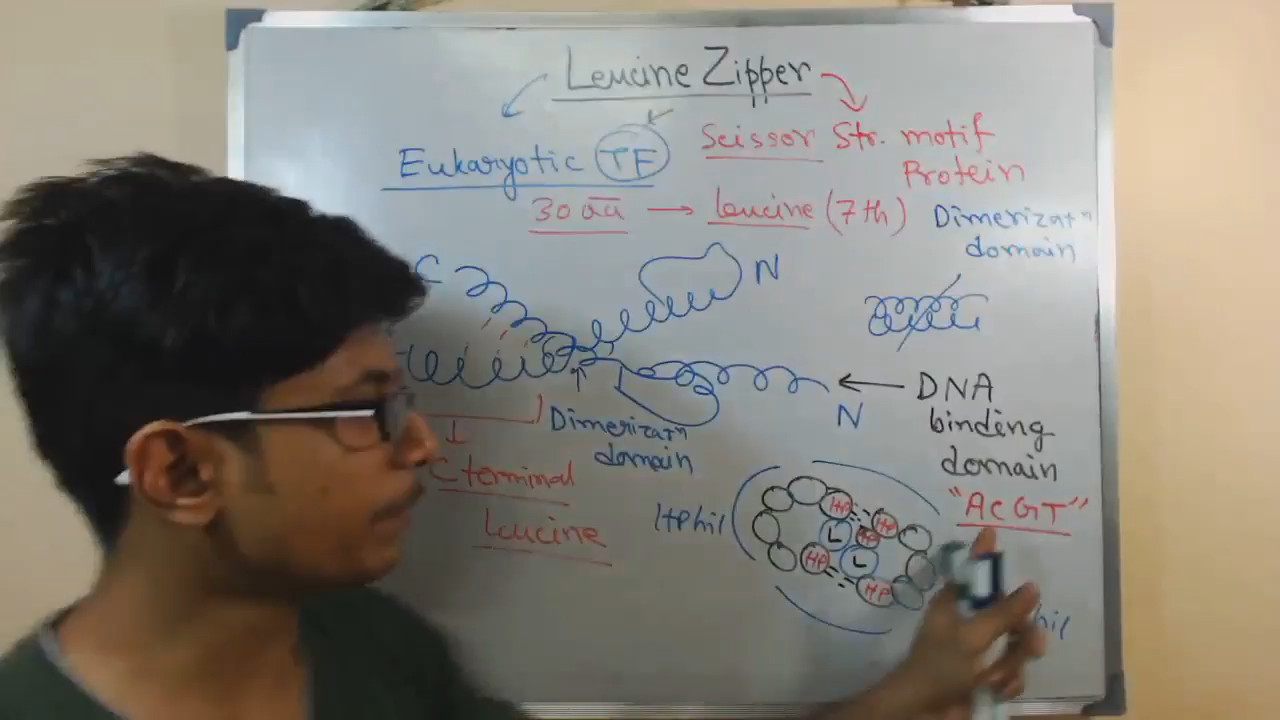 Leucine Zipper
Eukaryotic TF
Scissor Str. motif
Protein
30 aa → leucine (7th)
Dimerizatⁿ
domain
C
N
N
← DNA
binding
domain
"ACGT"
Dimerizatⁿ
domain
C terminal
Leucine
HPhil
HP
HP
L
HP
HP
L
HP
hil